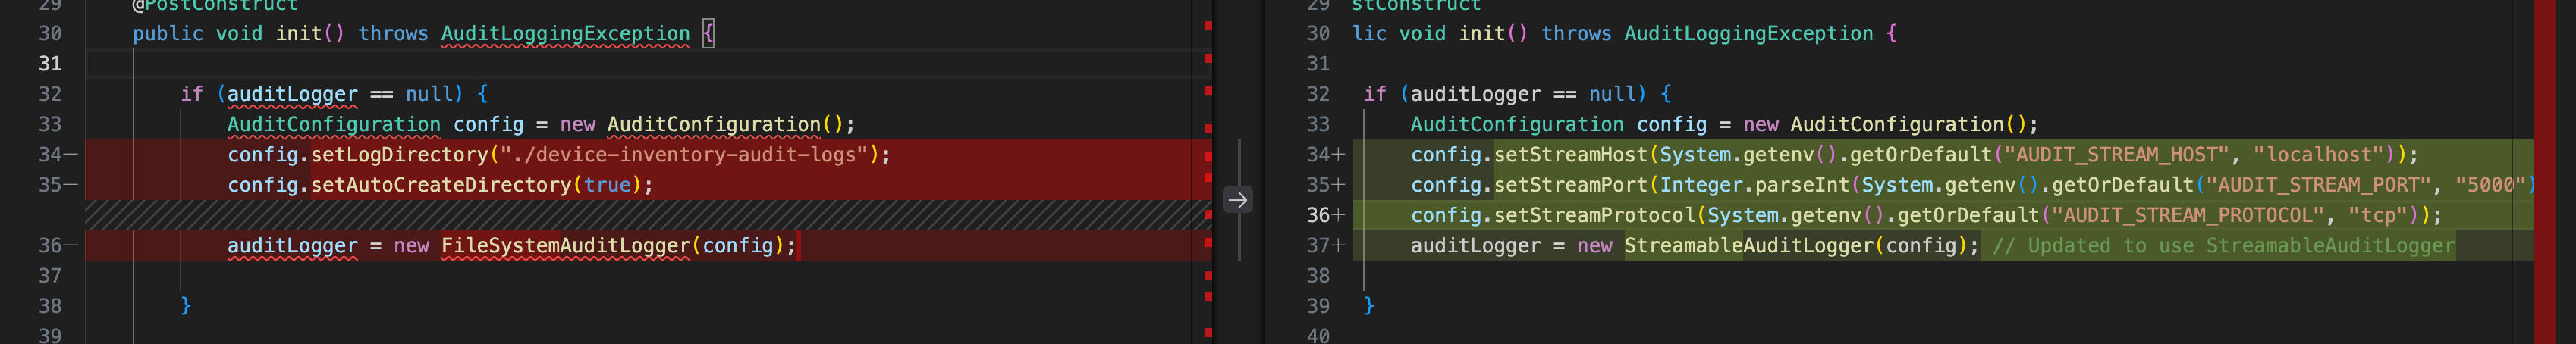 29 @PostConstruct
30 public void init() throws AuditLoggingException {
31
32 if (auditLogger == null) {
33 AuditConfiguration config = new AuditConfiguration();
34— config.setLogDirectory("./device-inventory-audit-logs");
35— config.setAutoCreateDirectory(true);
36— auditLogger = new FileSystemAuditLogger(config);
37
38 }
39
29 stConstruct
30 lic void init() throws AuditLoggingException {
31
32 if (auditLogger == null) {
33 AuditConfiguration config = new AuditConfiguration();
34+ config.setStreamHost(System.getenv().getOrDefault("AUDIT_STREAM_HOST", "localhost"));
35+ config.setStreamPort(Integer.parseInt(System.getenv().getOrDefault("AUDIT_STREAM_PORT", "5000")
36+ config.setStreamProtocol(System.getenv().getOrDefault("AUDIT_STREAM_PROTOCOL", "tcp"));
37+ auditLogger = new StreamableAuditLogger(config); // Updated to use StreamableAuditLogger
38
39 }
40